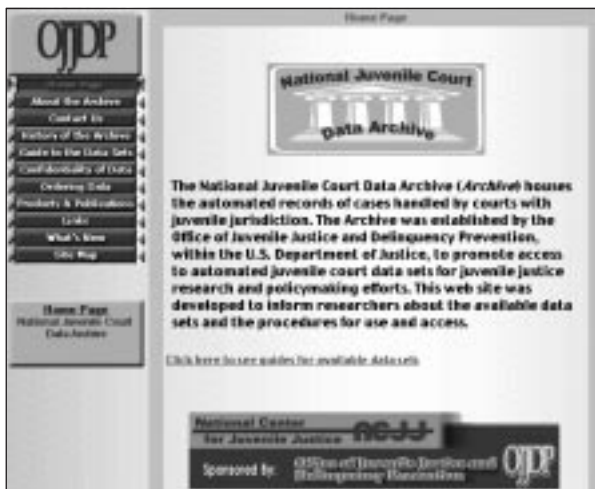 Home Page
OJJDP
Home Page
About the Archive
Contact Us
History of the Archive
Guide to the Data Sets
Confidentiality of Data
Ordering Data
Products & Publications
Links
What's New
Site Map
Home Page
National Juvenile Court
Data Archive
National Juvenile Court
Data Archive
The National Juvenile Court Data Archive (Archive) houses
the automated records of cases handled by courts with
juvenile jurisdiction. The Archive was established by the
Office of Juvenile Justice and Delinquency Prevention,
within the U.S. Department of Justice, to promote access
to automated juvenile court data sets for juvenile justice
research and policymaking efforts. This web site was
developed to inform researchers about the available data
sets and the procedures for use and access.
Click here to see guides for available data sets
National Center
for Juvenile Justice
NCJJ
Sponsored by:
Office of Juvenile Justice and
Delinquency Prevention
OJJDP